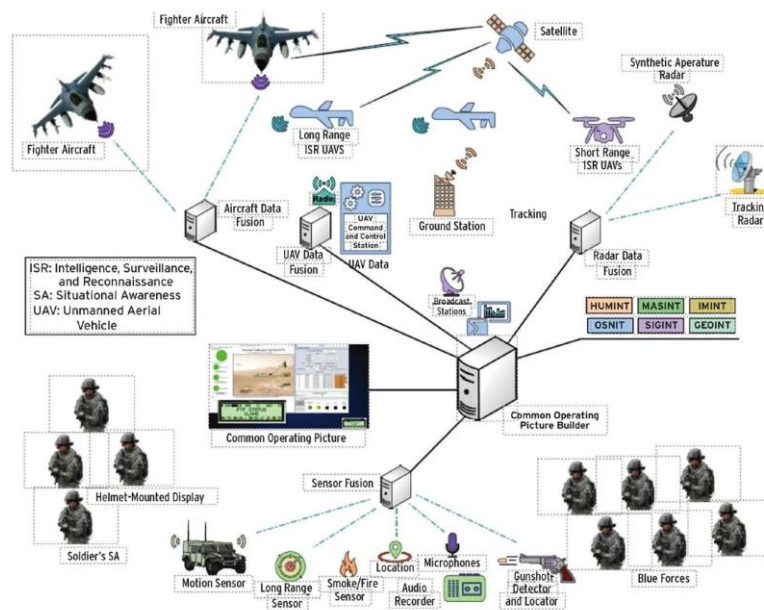 Fighter Aircraft
Satellite
Synthetic Aperature
Radar
Fighter Aircraft
Long Range
ISR UAVS
Short Range
ISR UAVs
Aircraft Data
Fusion
Radio
UAV
Command
and Control
Station
UAV Data
Fusion
UAV Data
Ground Station
Tracking
Tracking
Radar
Radar Data
Fusion
ISR: Intelligence, Surveillance,
and Reconnaissance
SA: Situational Awareness
UAV: Unmanned Aerial
Vehicle
Broadcast
Stations
HUMINT MASINT IMINT
OSNIT SIGINT GEOINT
Common Operating Picture
Common Operating
Picture Builder
Helmet-Mounted Display
Soldier's SA
Sensor Fusion
Motion Sensor
Long Range
Sensor
Smoke/Fire
Sensor
Location
Audio
Recorder
Microphones
Gunshot
Detector
and Locator
Blue Forces